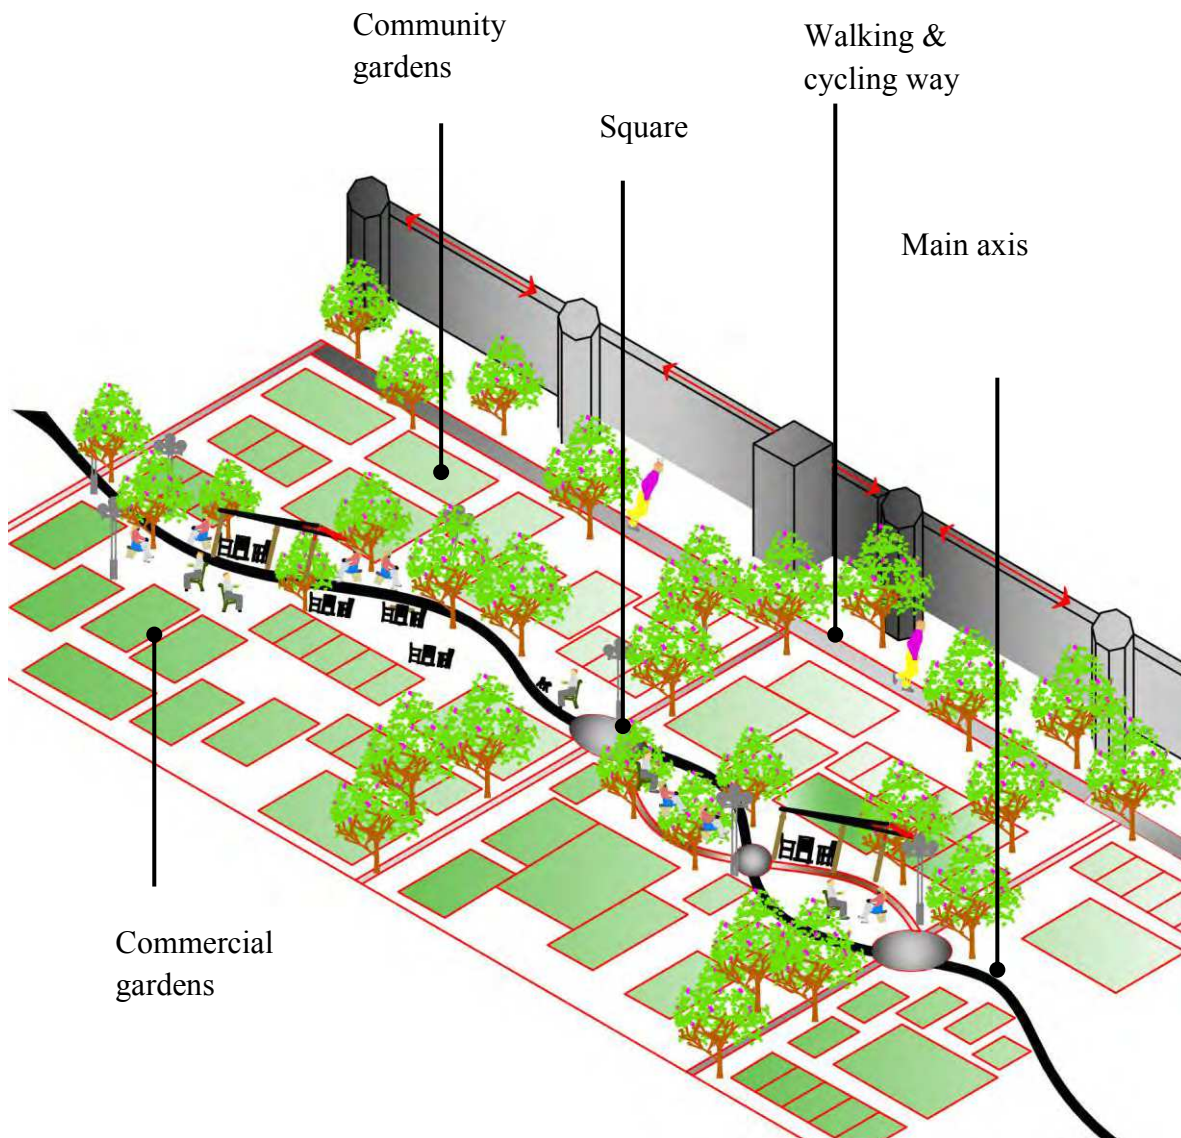 Community
gardens
Walking &
cycling way
Square
Main axis
Commercial
gardens